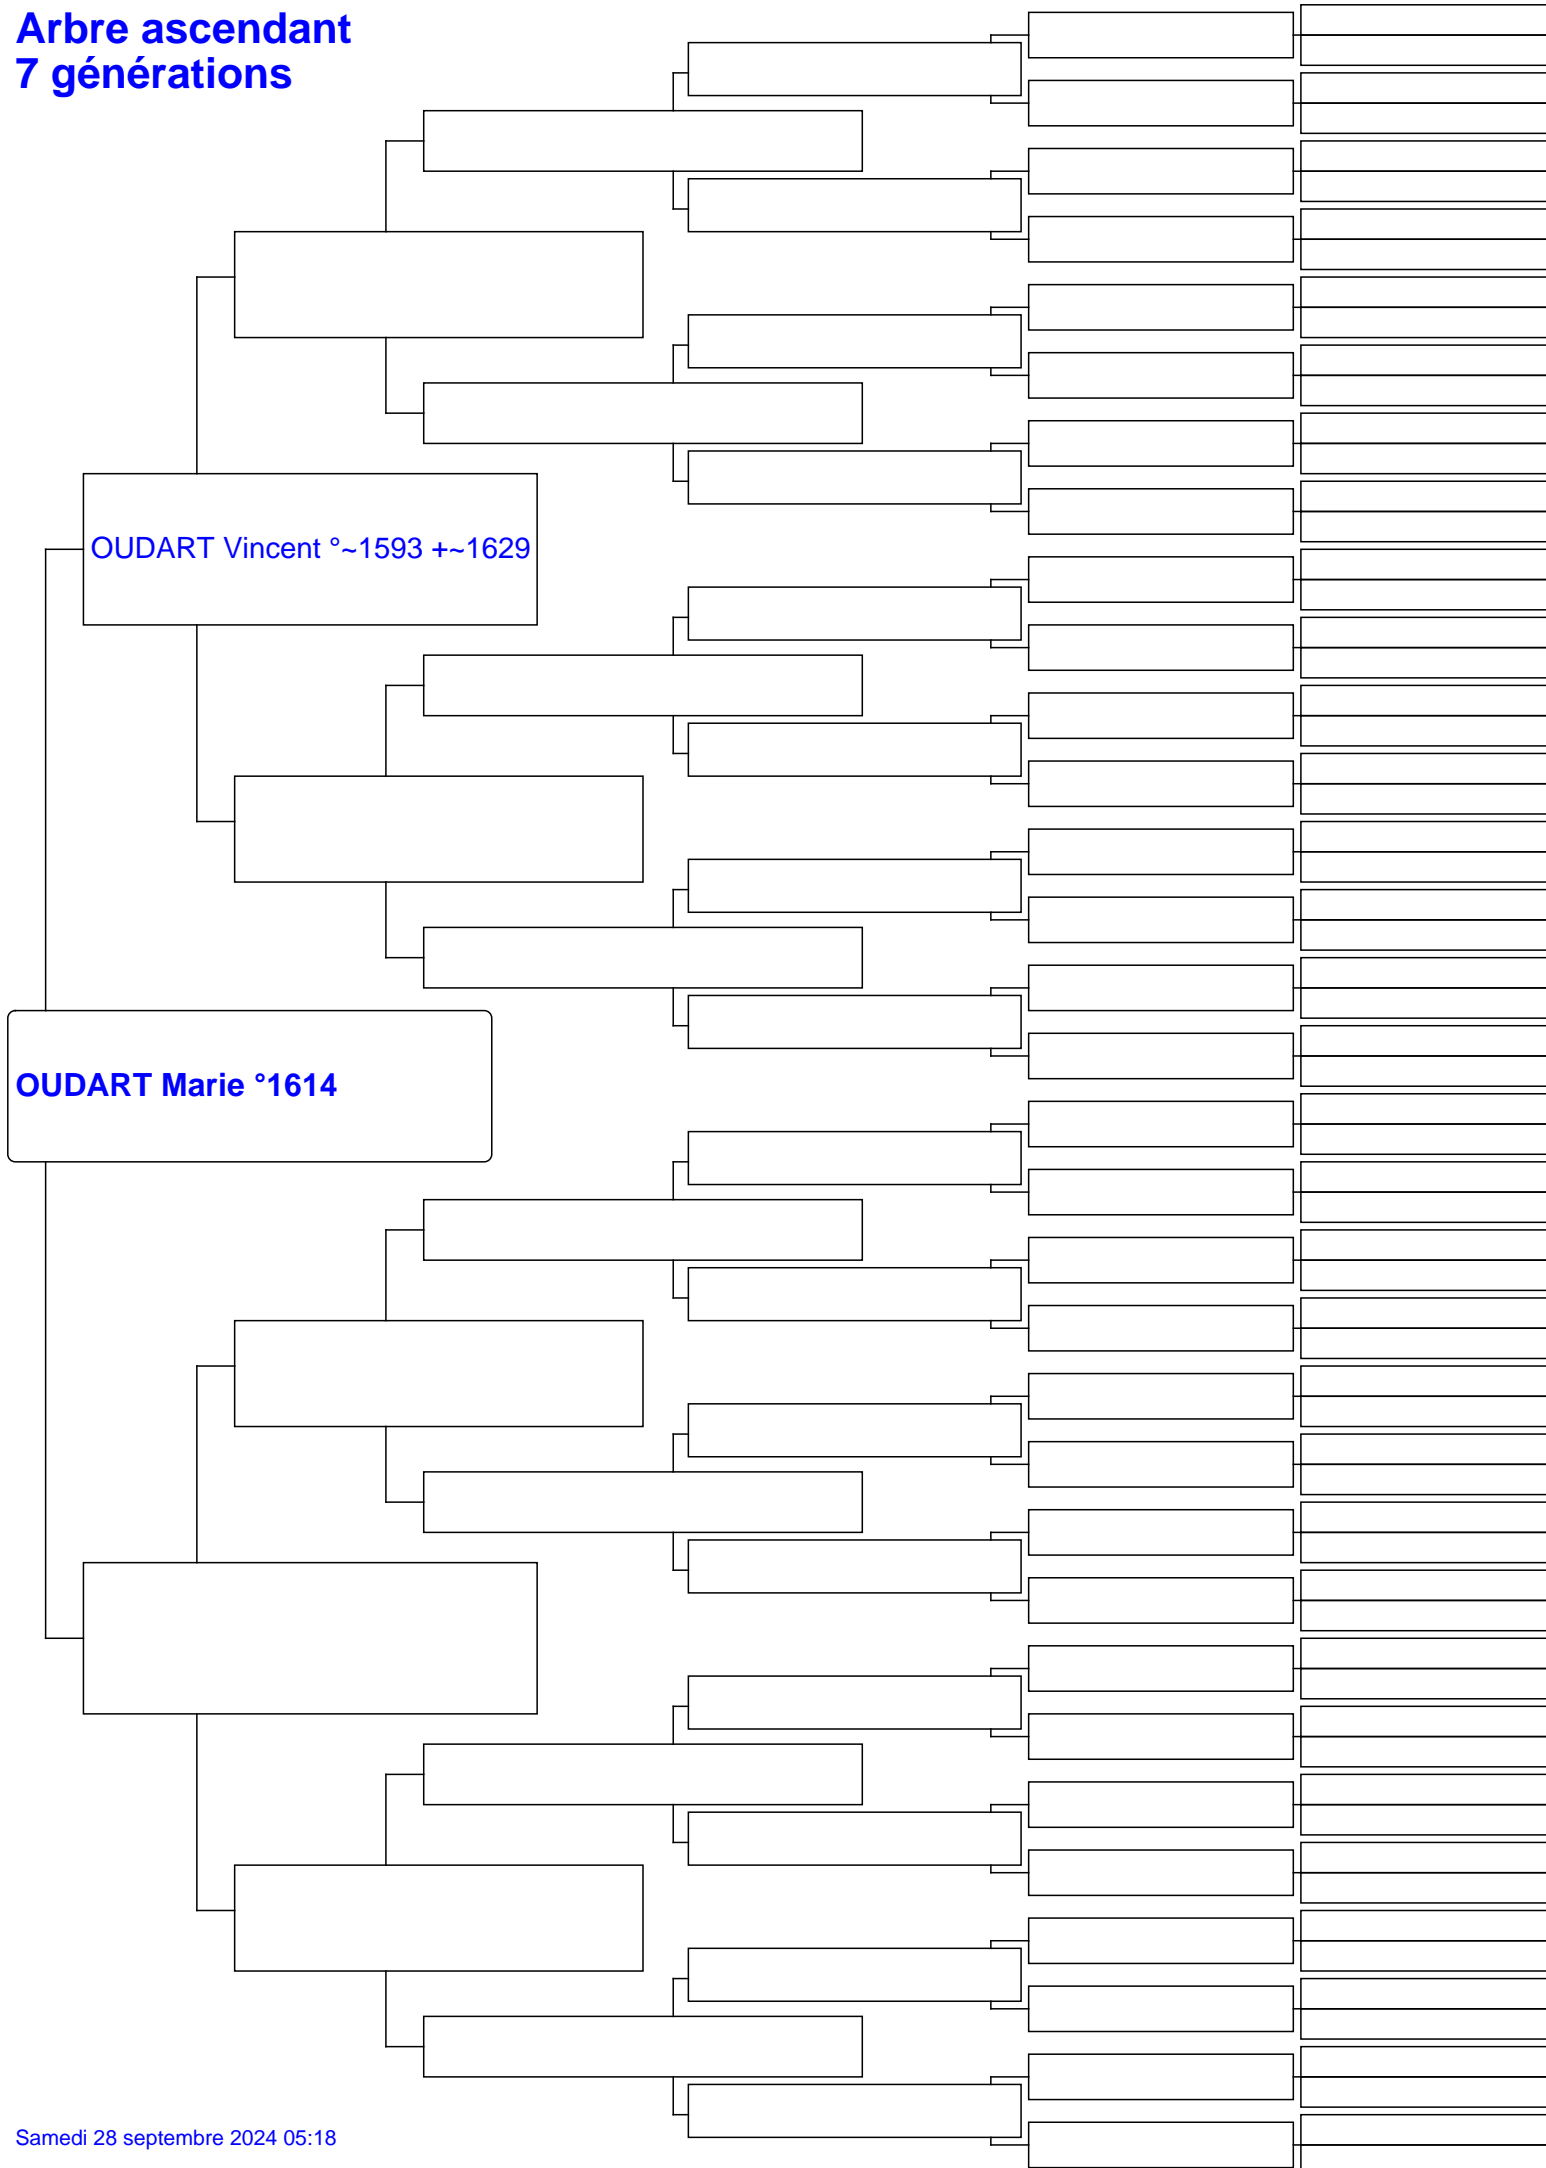 Arbre ascendant
7 générations
OUDART Vincent °~1593 +~1629
OUDART Marie °1614
Samedi 28 septembre 2024 05:18